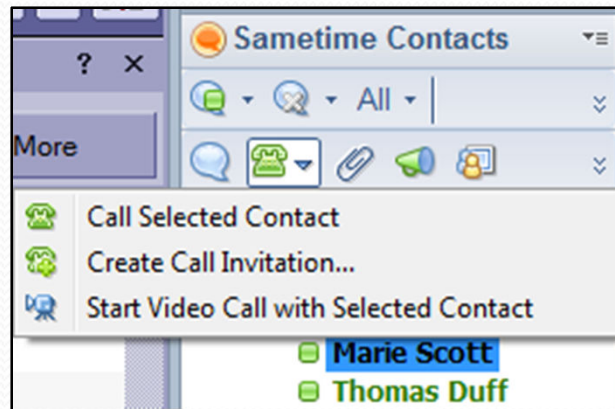 Sametime Contacts
? ×
All
More
Call Selected Contact
Create Call Invitation...
Start Video Call with Selected Contact
Marie Scott
Thomas Duff